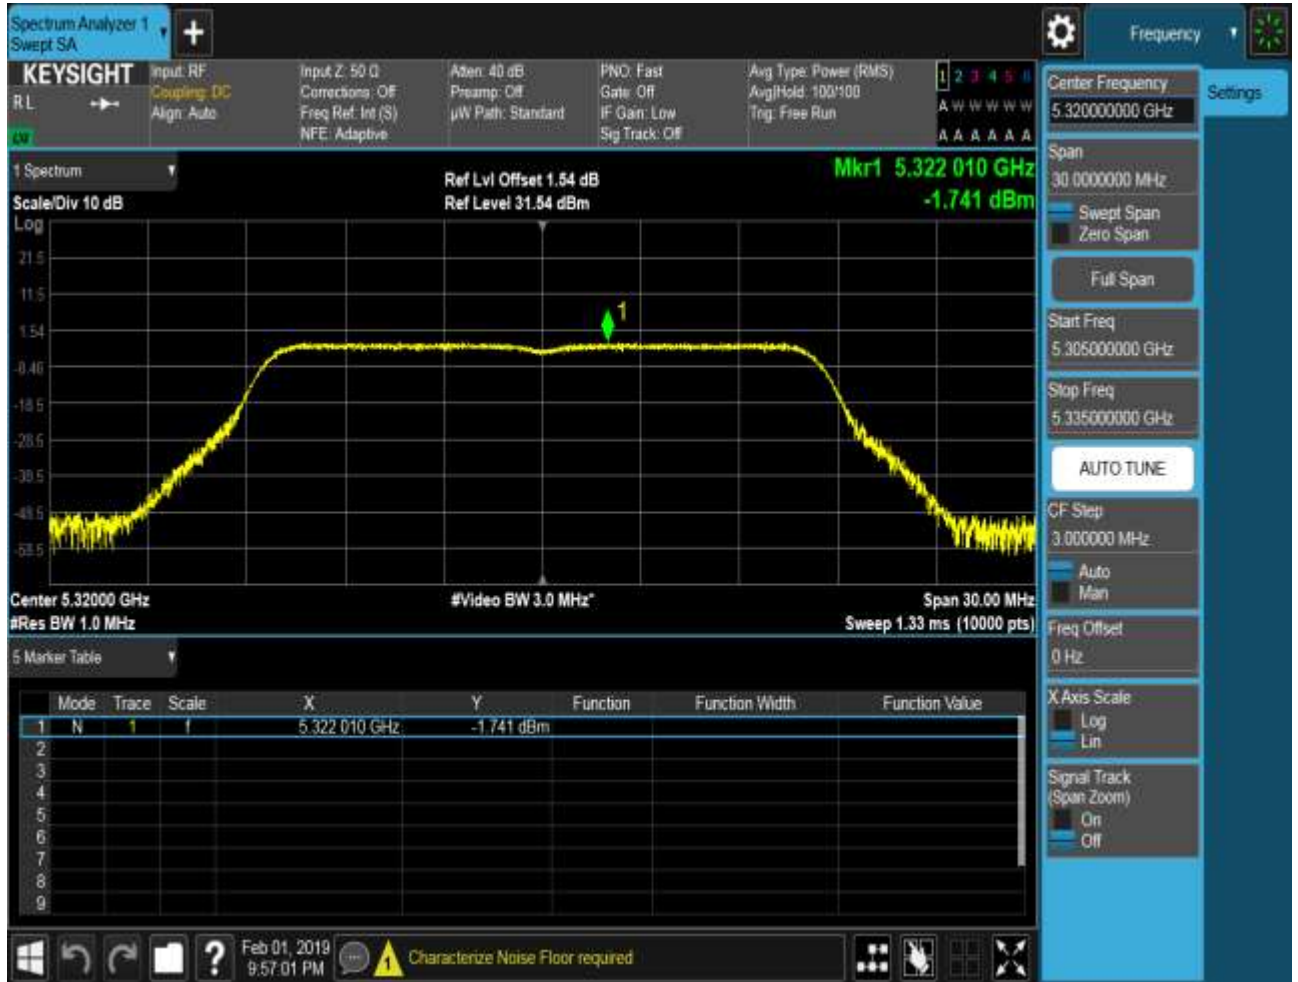 Spectrum Analyzer 1
Swept SA
+
Frequency
KEYSIGHT
RL
Input: RF
Coupling: DC
Align: Auto
Input Z: 50 Ω
Corrections: Off
Freq Ref: Int (S)
NFE: Adaptive
Atten: 40 dB
Preamp: Off
µW Path: Standard
PNO: Fast
Gate: Off
IF Gain: Low
Sig Track: Off
Avg Type: Power (RMS)
Avg|Hold: 100/100
Trig: Free Run
1 2 3 4 5 6
A W W W W W
A A A A A A
1 Spectrum
Scale/Div 10 dB
Log
Ref Lvl Offset 1.54 dB
Ref Level 31.54 dBm
Mkr1 5.322 010 GHz
-1.741 dBm
21.5
11.5
1.54
-8.46
-18.5
-28.5
-38.5
-48.5
-58.5
1
Center 5.32000 GHz
#Res BW 1.0 MHz
#Video BW 3.0 MHz*
Span 30.00 MHz
Sweep 1.33 ms (10000 pts)
5 Marker Table
Mode Trace Scale X Y Function Function Width Function Value
1 N 1 f 5.322 010 GHz -1.741 dBm
2
3
4
5
6
7
8
9
Feb 01, 2019
9:57:01 PM
?
1
Characterize Noise Floor required
Settings
Center Frequency
5.320000000 GHz
Span
30.0000000 MHz
Swept Span
Zero Span
Full Span
Start Freq
5.305000000 GHz
Stop Freq
5.335000000 GHz
AUTO TUNE
CF Step
3.000000 MHz
Auto
Man
Freq Offset
0 Hz
X Axis Scale
Log
Lin
Signal Track
(Span Zoom)
On
Off